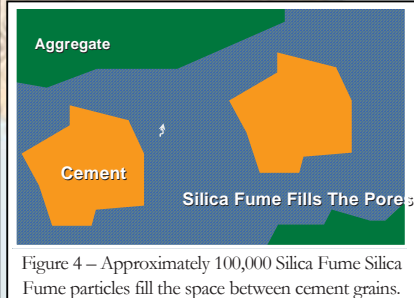 Aggregate
Cement
Silica Fume Fills The Pores
Figure 4 – Approximately 100,000 Silica Fume Silica
Fume particles fill the space between cement grains.